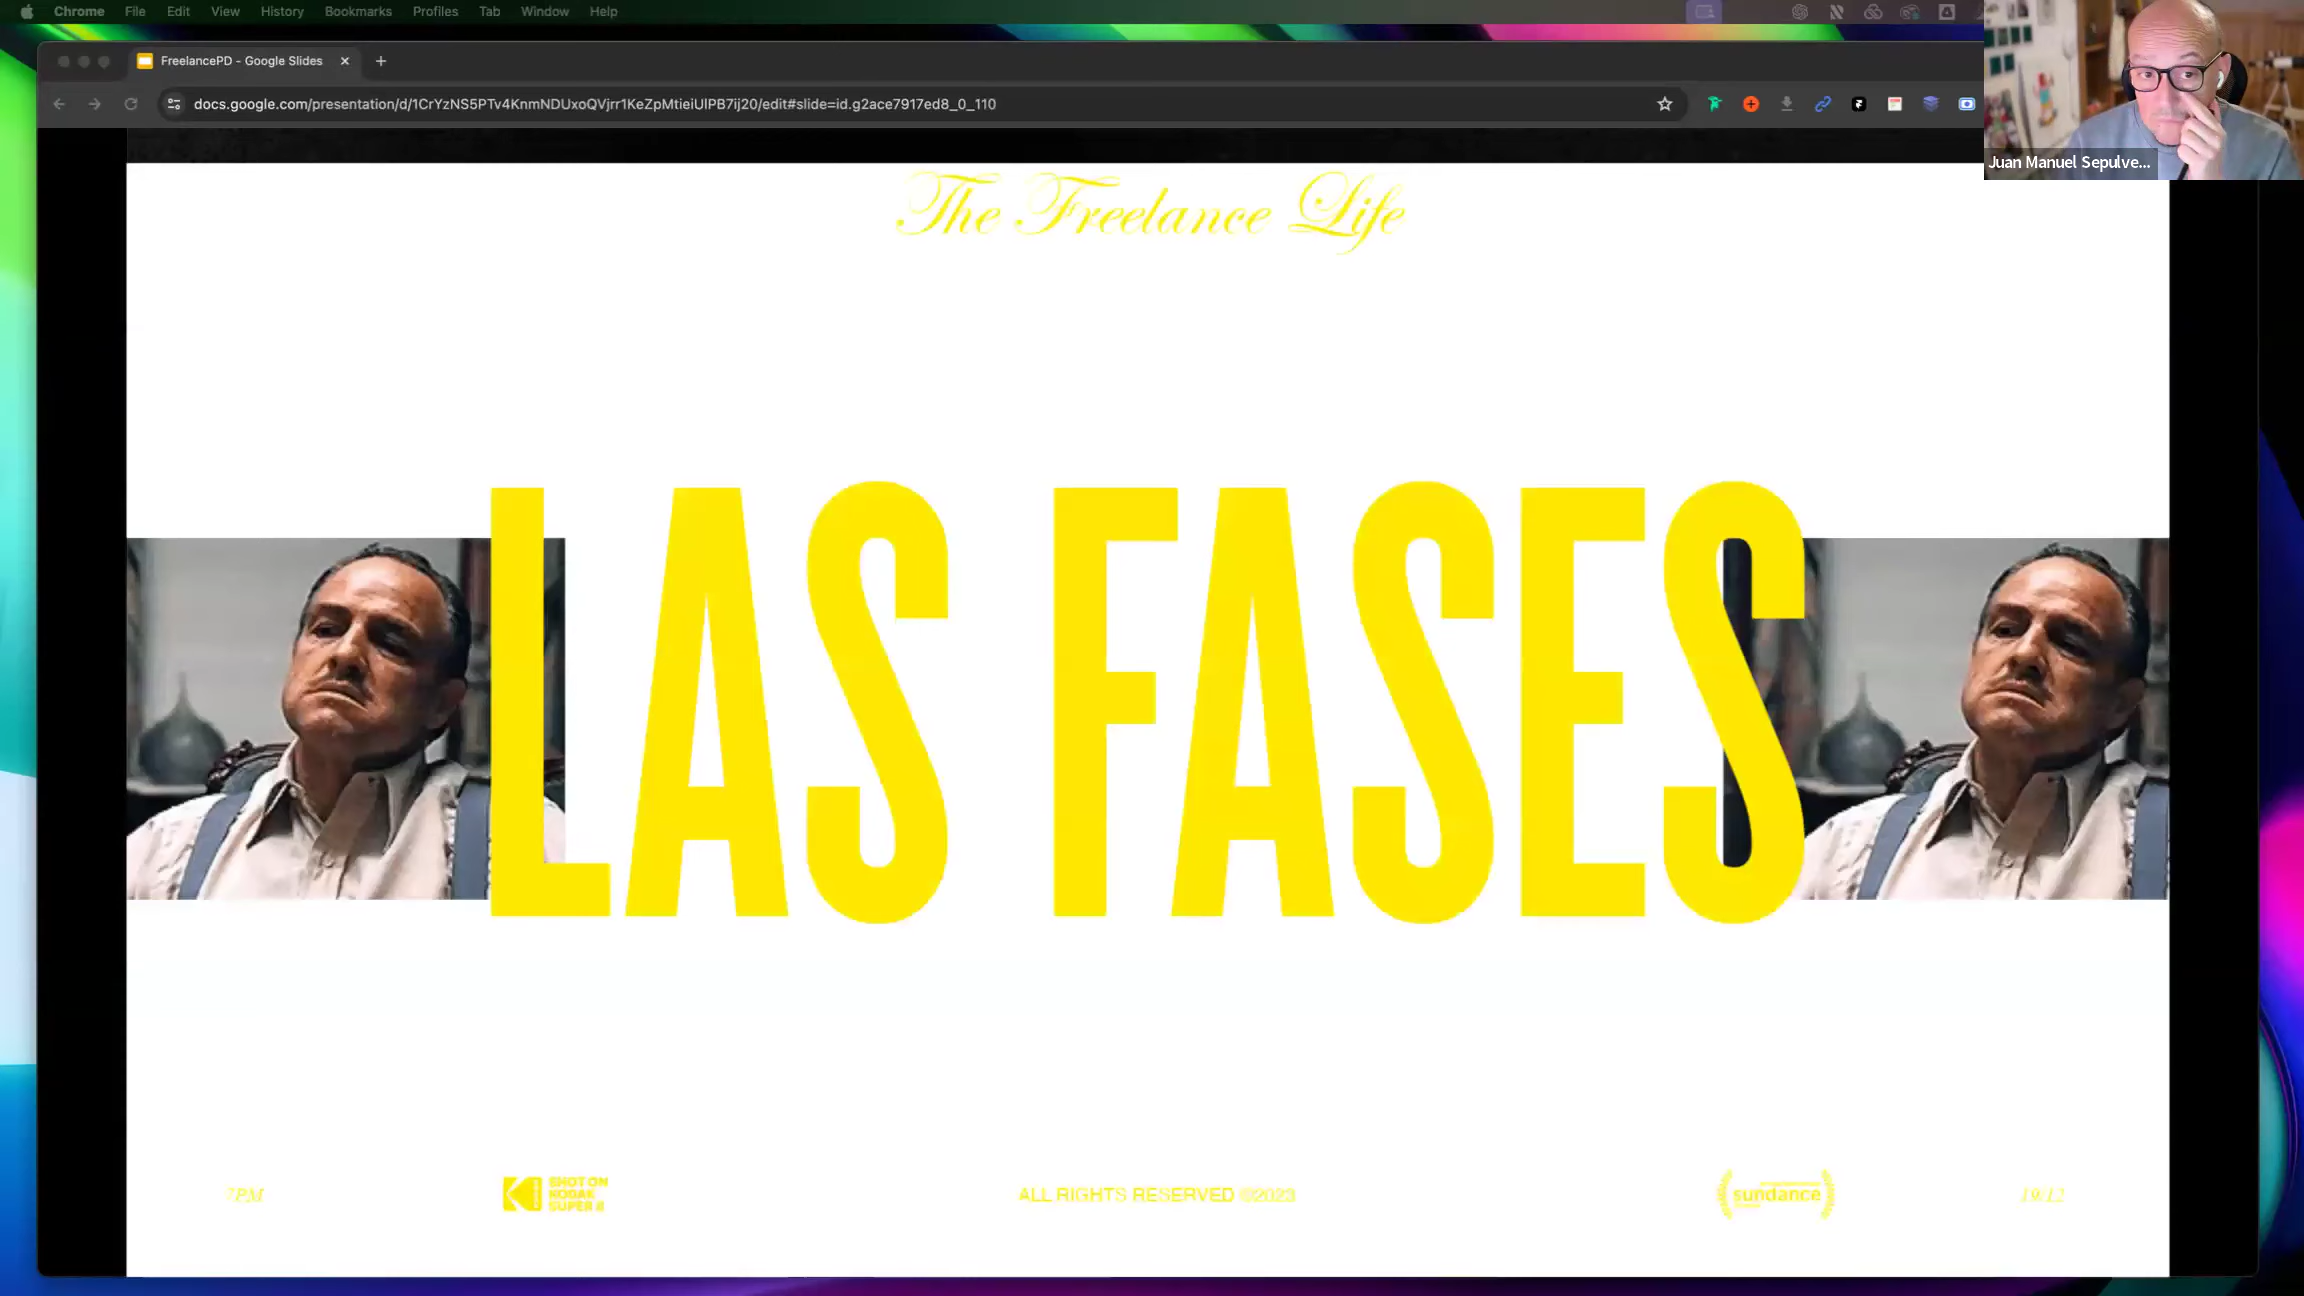 Chrome File Edit View History Bookmarks Profiles Tab Window Help
FreelancePD - Google Slides
docs.google.com/presentation/d/1CrYzNS5PTv4KnmNDUxoQVjrr1KeZpMtieiUlPB7ij20/edit#slide=id.g2ace7917ed8_0_110
Juan Manuel Sepulve...
The Freelance Life
LAS FASES
7PM
SHOT ON
KODAK
SUPER 8
ALL RIGHTS RESERVED ©2023
sundance
19/12